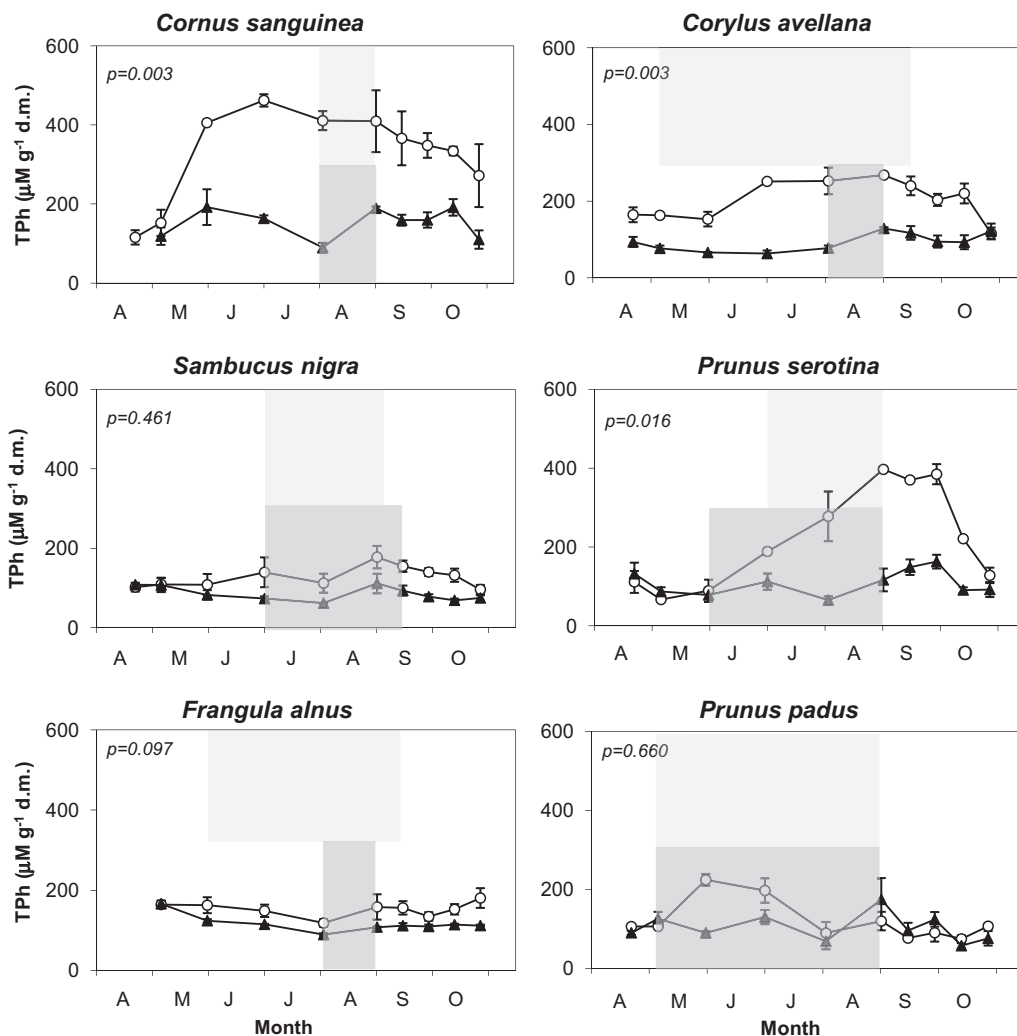 Cornus sanguinea
Corylus avellana
600
400
200
0
TPh (µM g-1 d.m.)
p=0.003
A M J J A S O
600
400
200
0
p=0.003
A M J J A S O
Sambucus nigra
Prunus serotina
600
400
200
0
TPh (µM g-1 d.m.)
p=0.461
A M J J A S O
600
400
200
0
p=0.016
A M J J A S O
Frangula alnus
Prunus padus
600
400
200
0
TPh (µM g-1 d.m.)
p=0.097
A M J J A S O
Month
600
400
200
0
p=0.660
A M J J A S O
Month